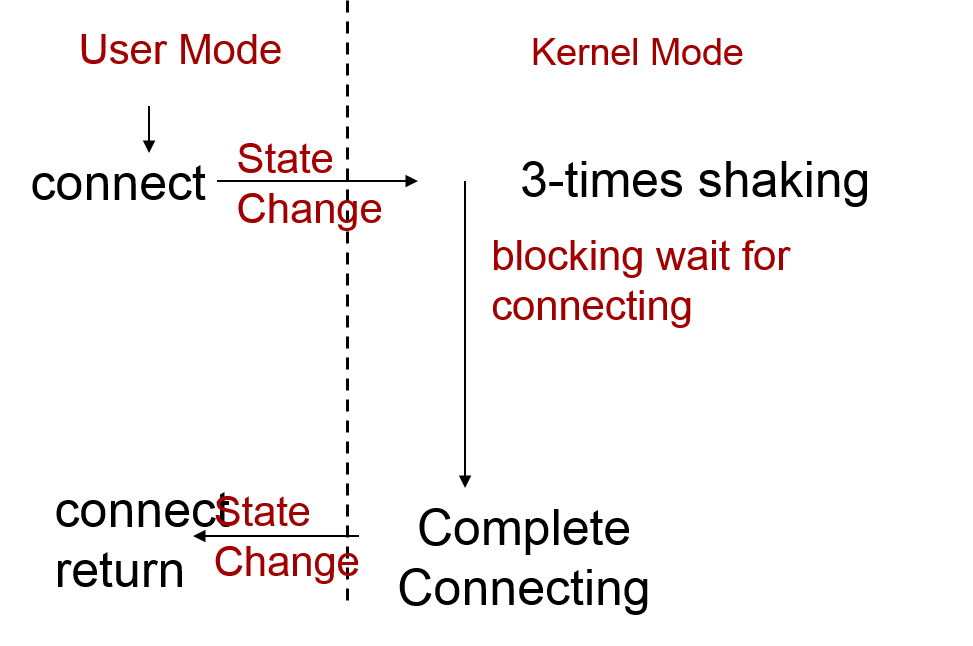 User Mode
Kernel Mode
connect
State
Change
3-times shaking
blocking wait for
connecting
connect
return
State
Change
Complete
Connecting